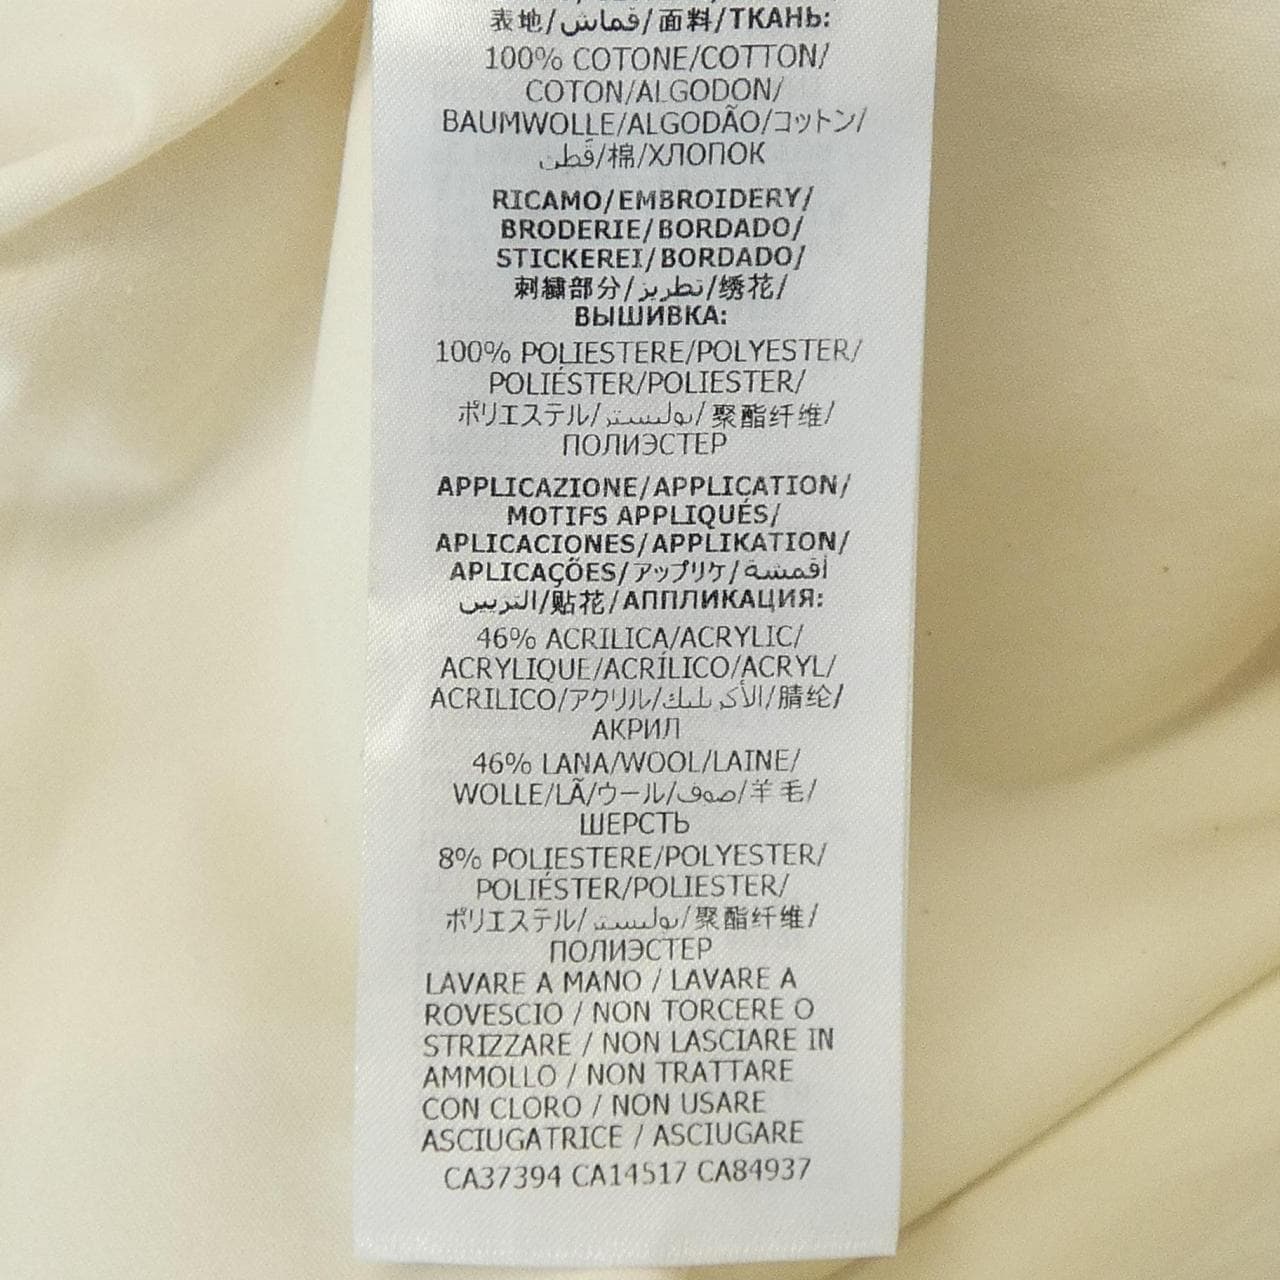 表地/قماش/面料/ТКАНЬ:
100% COTONE/COTTON/
COTON/ALGODON/
BAUMWOLLE/ALGODÃO/コットン/
قطن/棉/ХЛОПОК
RICAMO/EMBROIDERY/
BRODERIE/BORDADO/
STICKEREI/BORDADO/
刺繍部分/تطريز/绣花/
ВЫШИВКА:
100% POLIESTERE/POLYESTER/
POLIÉSTER/POLIESTER/
ポリエステル/بوليستر/聚酯纤维/
ПОЛИЭСТЕР
APPLICAZIONE/APPLICATION/
MOTIFS APPLIQUÉS/
APLICACIONES/APPLIKATION/
APLICAÇÕES/アップリケ/أقمشة
التزيين/贴花/АППЛИКАЦИЯ:
46% ACRILICA/ACRYLIC/
ACRYLIQUE/ACRÍLICO/ACRYL/
ACRILICO/アクリル/الأكريليك/腈纶/
АКРИЛ
46% LANA/WOOL/LAINE/
WOLLE/LÃ/ウール/صوف/羊毛/
ШЕРСТЬ
8% POLIESTERE/POLYESTER/
POLIÉSTER/POLIESTER/
ポリエステル/بوليستر/聚酯纤维/
ПОЛИЭСТЕР
LAVARE A MANO / LAVARE A
ROVESCIO / NON TORCERE O
STRIZZARE / NON LASCIARE IN
AMMOLLO / NON TRATTARE
CON CLORO / NON USARE
ASCIUGATRICE / ASCIUGARE
CA37394 CA14517 CA84937